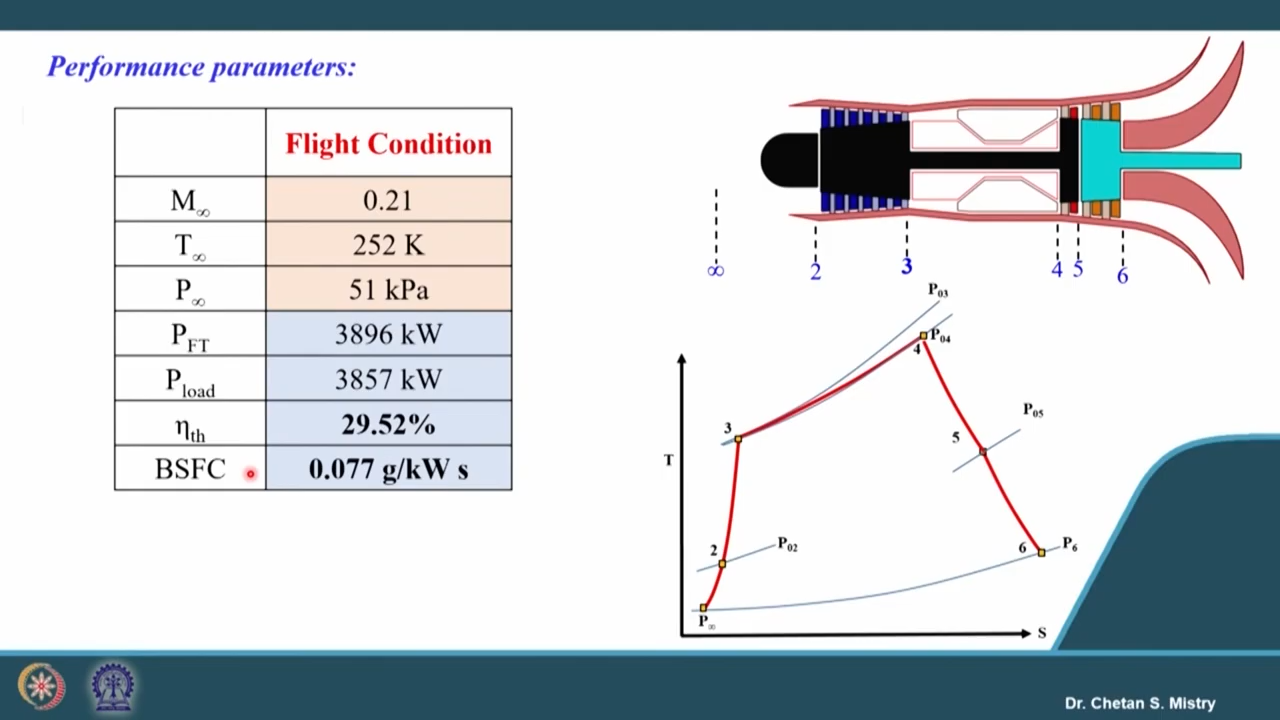 Performance parameters:
Flight Condition
M∞ 0.21
T∞ 252 K
P∞ 51 kPa
P_FT 3896 kW
P_load 3857 kW
η_th 29.52%
BSFC 0.077 g/kW s
∞ 2 3 4 5 6
P03
P04
4
3
P05
5
T
2
P02
6
P6
P∞
S
Dr. Chetan S. Mistry